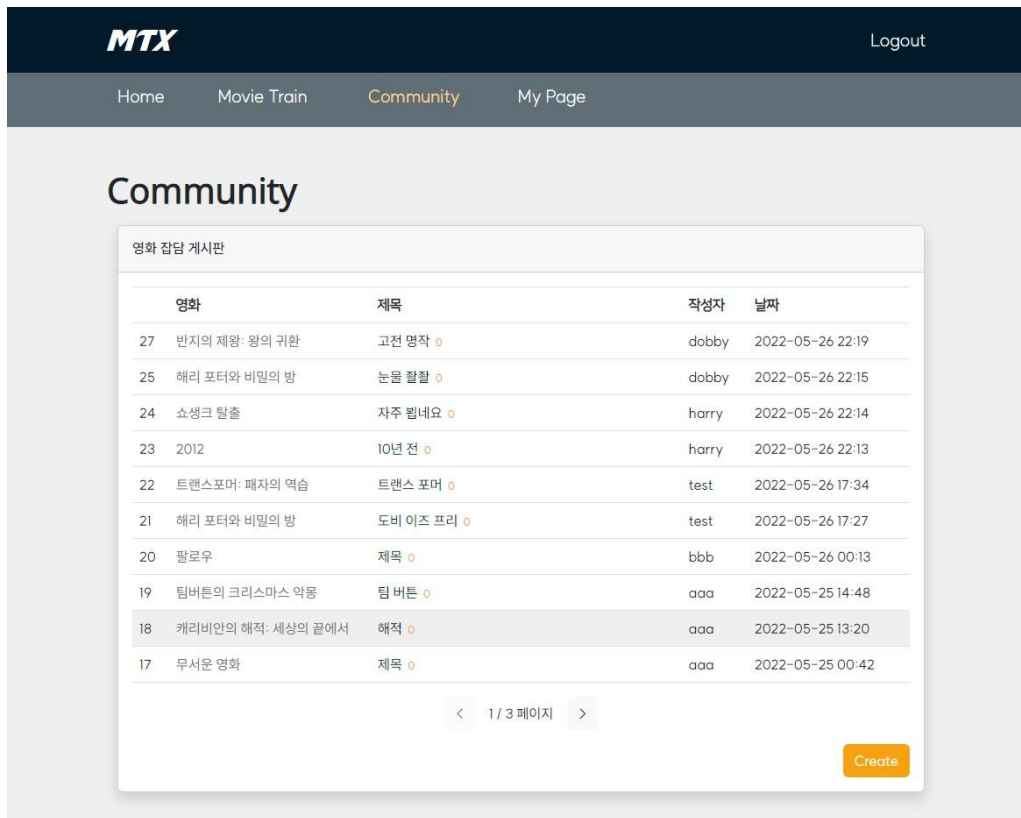 MTX Logout
Home Movie Train Community My Page
Community
영화 잡담 게시판
영화 제목 작성자 날짜
27 반지의 제왕: 왕의 귀환 고전 명작 0 dobby 2022-05-26 22:19
25 해리 포터와 비밀의 방 눈물 좔좔 0 dobby 2022-05-26 22:15
24 쇼생크 탈출 자주 뵙네요 0 harry 2022-05-26 22:14
23 2012 10년 전 0 harry 2022-05-26 22:13
22 트랜스포머: 패자의 역습 트랜스 포머 0 test 2022-05-26 17:34
21 해리 포터와 비밀의 방 도비 이즈 프리 0 test 2022-05-26 17:27
20 팔로우 제목 0 bbb 2022-05-26 00:13
19 팀버튼의 크리스마스 악몽 팀 버튼 0 aaa 2022-05-25 14:48
18 캐리비안의 해적: 세상의 끝에서 해적 0 aaa 2022-05-25 13:20
17 무서운 영화 제목 0 aaa 2022-05-25 00:42
< 1 / 3 페이지 >
Create